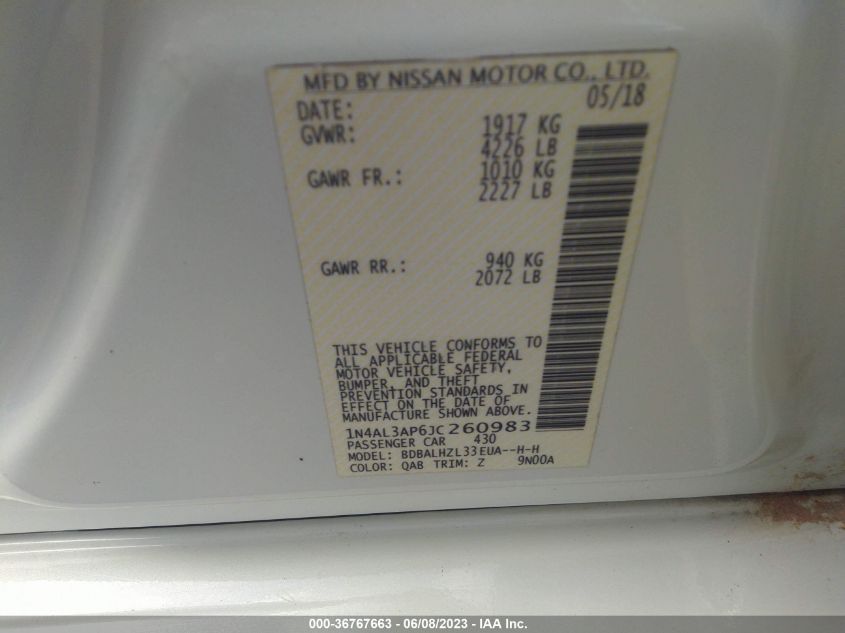 MFD BY NISSAN MOTOR CO., LTD.
DATE: 05/18
GVWR: 1917 KG
4226 LB
GAWR FR.: 1010 KG
2227 LB
GAWR RR.: 940 KG
2072 LB
THIS VEHICLE CONFORMS TO
ALL APPLICABLE FEDERAL
MOTOR VEHICLE SAFETY,
BUMPER, AND THEFT
PREVENTION STANDARDS IN
EFFECT ON THE DATE OF
MANUFACTURE SHOWN ABOVE.
1N4AL3AP6JC260983
PASSENGER CAR 430
MODEL: BDBALHZL33EUA--H-H
COLOR: QAB TRIM: Z 9N00A
000-36767663 - 06/08/2023 - IAA Inc.